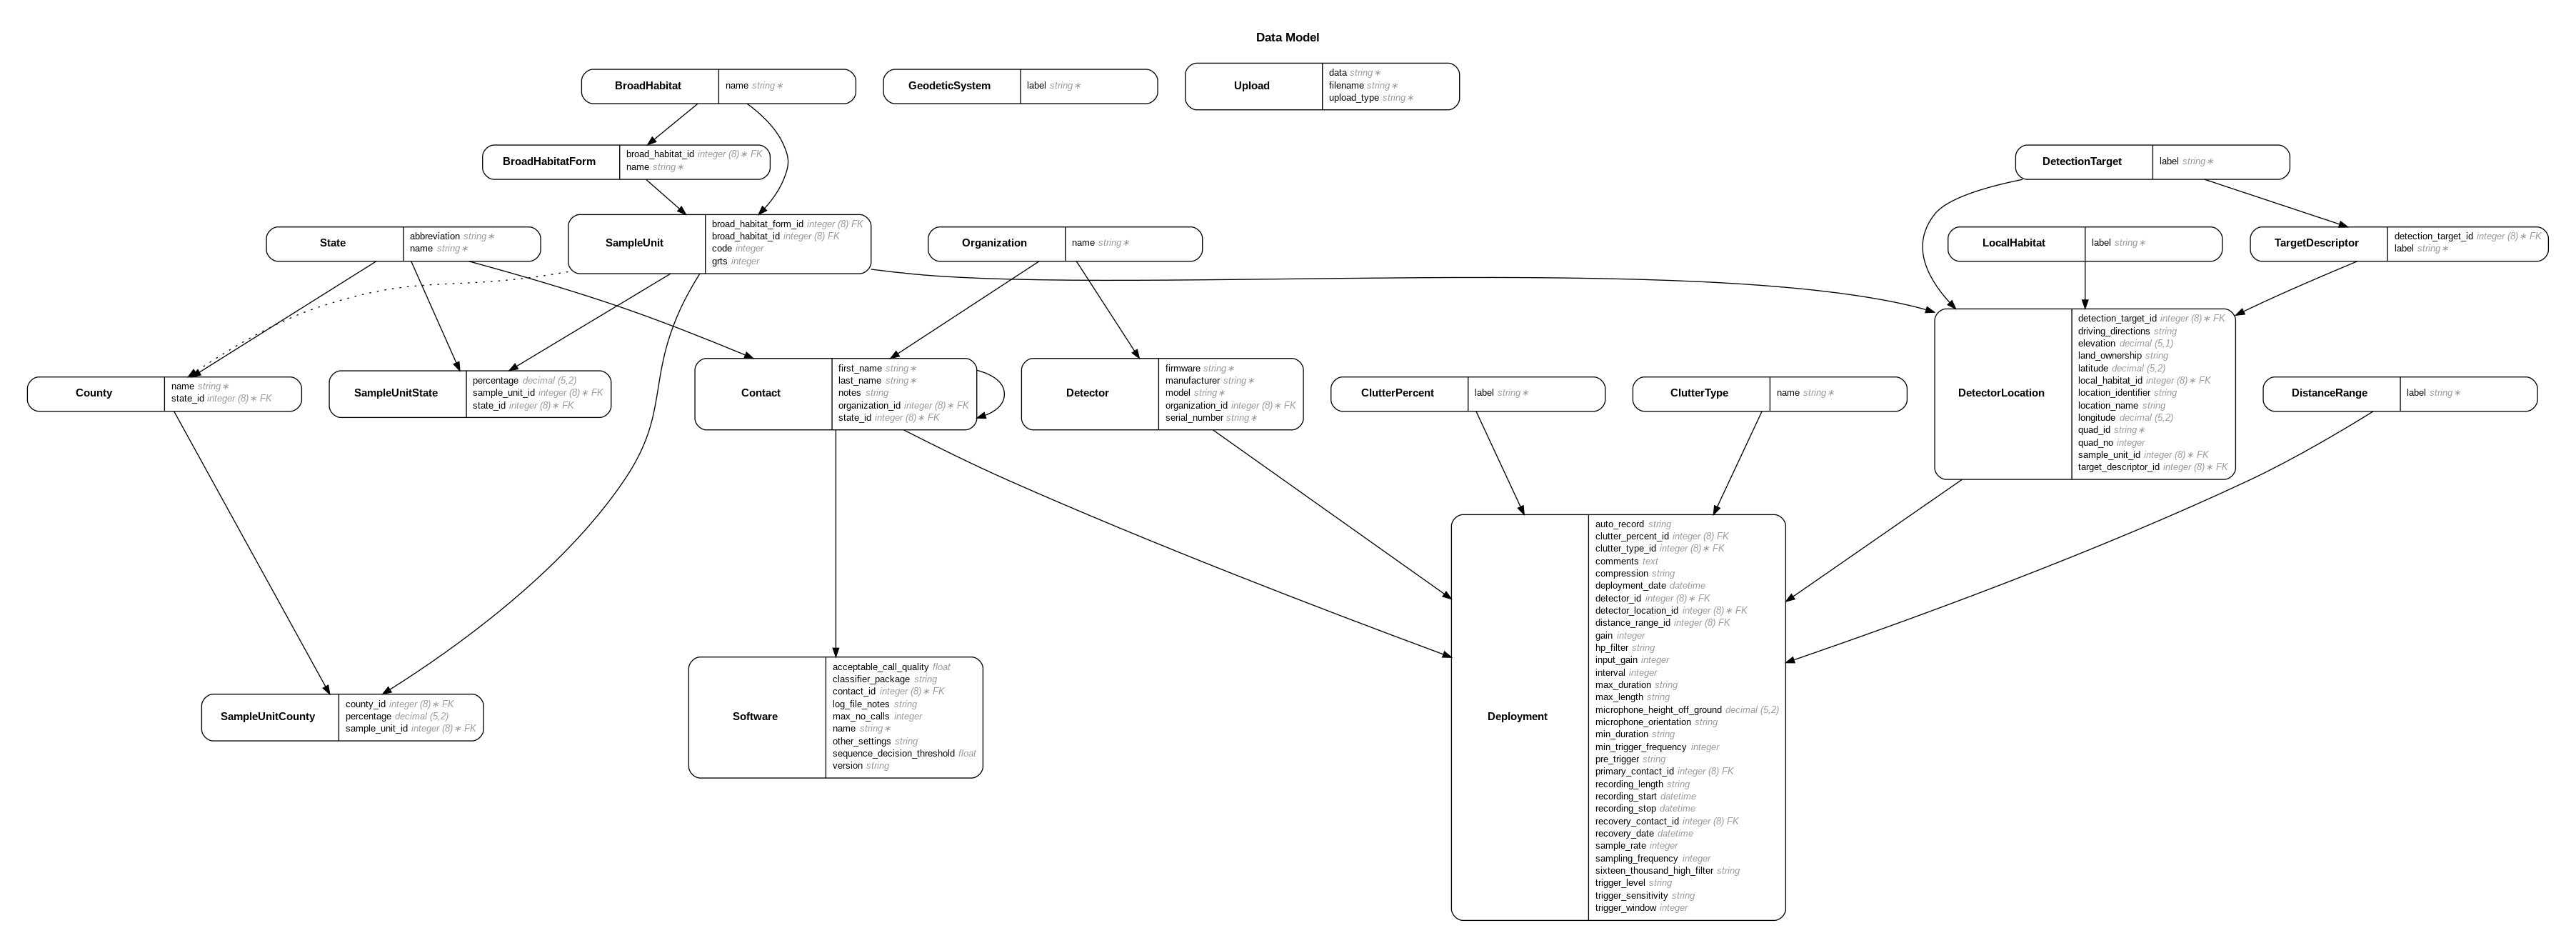 Data Model
BroadHabitat
name string∗
GeodeticSystem
label string∗
Upload
data string∗
filename string∗
upload_type string∗
BroadHabitatForm
broad_habitat_id integer (8)∗ FK
name string∗
DetectionTarget
label string∗
State
abbreviation string∗
name string∗
SampleUnit
broad_habitat_form_id integer (8) FK
broad_habitat_id integer (8) FK
code integer
grts integer
Organization
name string∗
LocalHabitat
label string∗
TargetDescriptor
detection_target_id integer (8)∗ FK
label string∗
County
name string∗
state_id integer (8)∗ FK
SampleUnitState
percentage decimal (5,2)
sample_unit_id integer (8)∗ FK
state_id integer (8)∗ FK
Contact
first_name string∗
last_name string∗
notes string
organization_id integer (8)∗ FK
state_id integer (8)∗ FK
Detector
firmware string∗
manufacturer string∗
model string∗
organization_id integer (8)∗ FK
serial_number string∗
ClutterPercent
label string∗
ClutterType
name string∗
DetectorLocation
detection_target_id integer (8)∗ FK
driving_directions string
elevation decimal (5,1)
land_ownership string
latitude decimal (5,2)
local_habitat_id integer (8)∗ FK
location_identifier string
location_name string
longitude decimal (5,2)
quad_id string∗
quad_no integer
sample_unit_id integer (8)∗ FK
target_descriptor_id integer (8)∗ FK
DistanceRange
label string∗
SampleUnitCounty
county_id integer (8)∗ FK
percentage decimal (5,2)
sample_unit_id integer (8)∗ FK
Software
acceptable_call_quality float
classifier_package string
contact_id integer (8)∗ FK
log_file_notes string
max_no_calls integer
name string∗
other_settings string
sequence_decision_threshold float
version string
Deployment
auto_record string
clutter_percent_id integer (8) FK
clutter_type_id integer (8)∗ FK
comments text
compression string
deployment_date datetime
detector_id integer (8)∗ FK
detector_location_id integer (8)∗ FK
distance_range_id integer (8) FK
gain integer
hp_filter string
input_gain integer
interval integer
max_duration string
max_length string
microphone_height_off_ground decimal (5,2)
microphone_orientation string
min_duration string
min_trigger_frequency integer
pre_trigger string
primary_contact_id integer (8) FK
recording_length string
recording_start datetime
recording_stop datetime
recovery_contact_id integer (8) FK
recovery_date datetime
sample_rate integer
sampling_frequency integer
sixteen_thousand_high_filter string
trigger_level string
trigger_sensitivity string
trigger_window integer